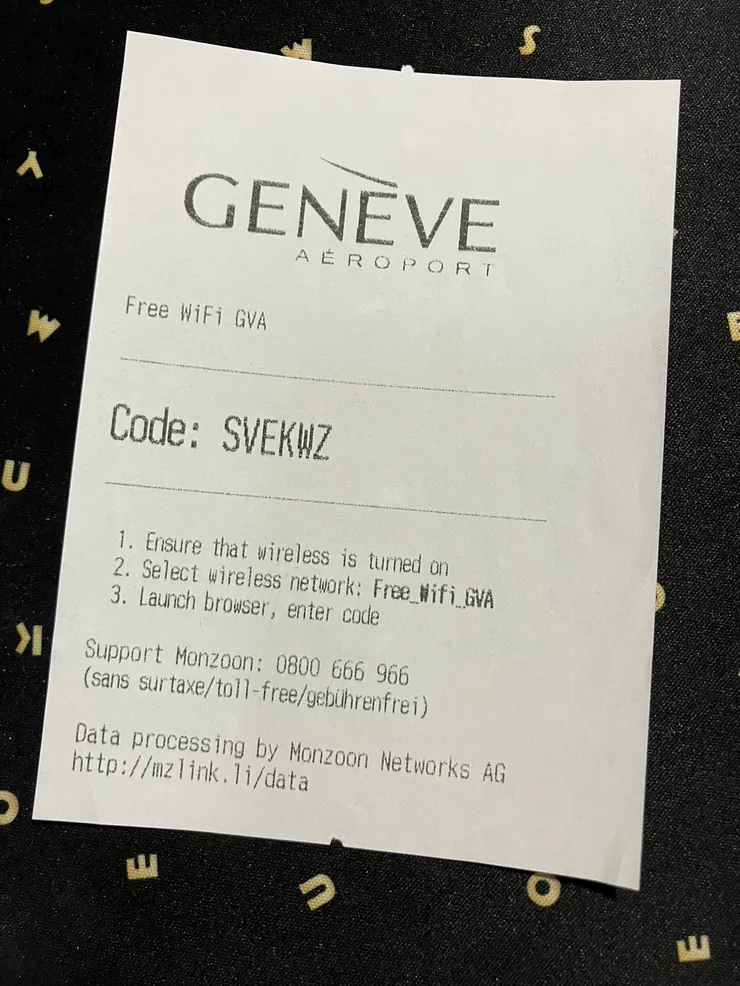 GENÈVE
AÉROPORT
Free WiFi GVA
Code: SVEKWZ
1. Ensure that wireless is turned on
2. Select wireless network: Free_Wifi_GVA
3. Launch browser, enter code
Support Monzoon: 0800 666 966
(sans surtaxe/toll-free/gebührenfrei)
Data processing by Monzoon Networks AG
http://mzlink.li/data